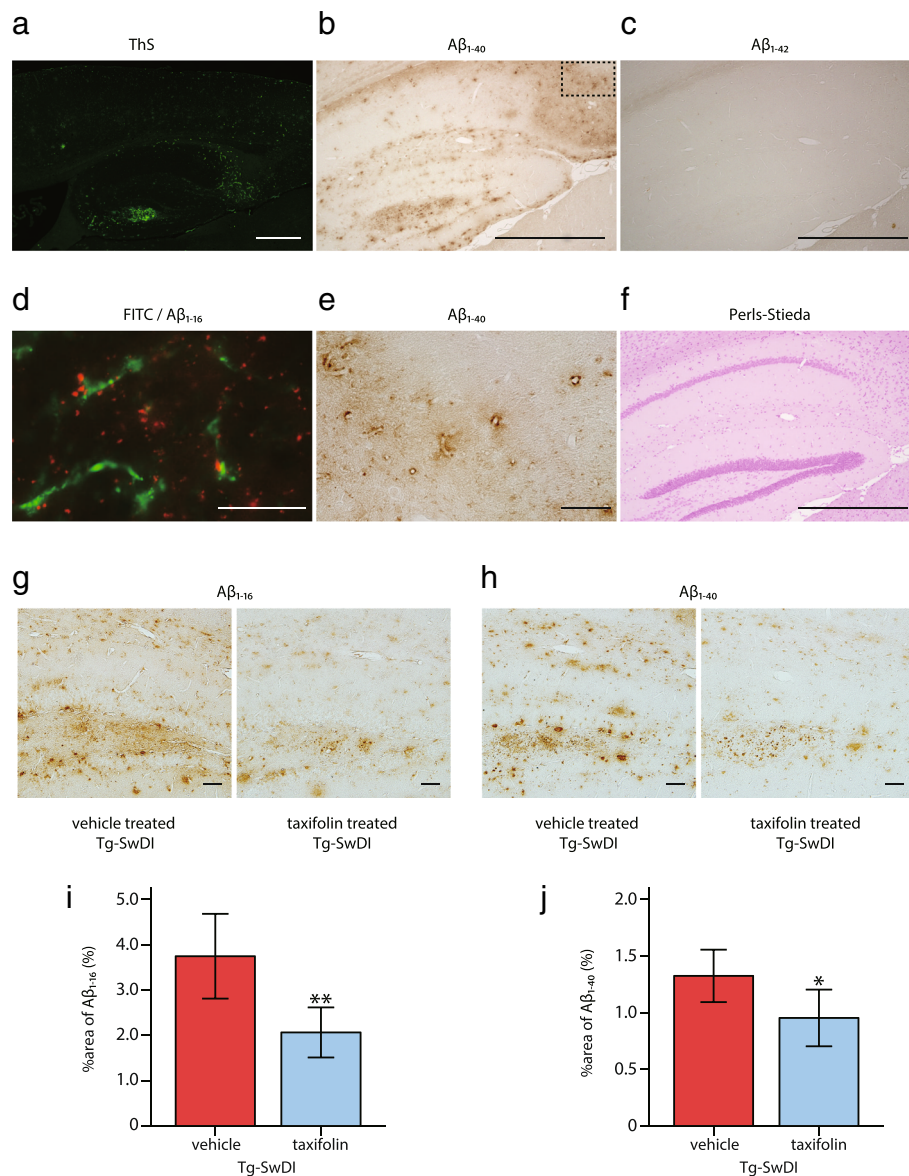 a
ThS
b
Aβ₁₋₄₀
c
Aβ₁₋₄₂
d
FITC / Aβ₁₋₁₆
e
Aβ₁₋₄₀
f
Perls-Stieda
g
Aβ₁₋₁₆
vehicle treated
Tg-SwDI
taxifolin treated
Tg-SwDI
h
Aβ₁₋₄₀
vehicle treated
Tg-SwDI
taxifolin treated
Tg-SwDI
i
%area of Aβ₁₋₁₆ (%)
5.0
4.0
3.0
2.0
1.0
0
**
vehicle
taxifolin
Tg-SwDI
j
%area of Aβ₁₋₄₀ (%)
2.0
1.5
1.0
0.5
0
*
vehicle
taxifolin
Tg-SwDI